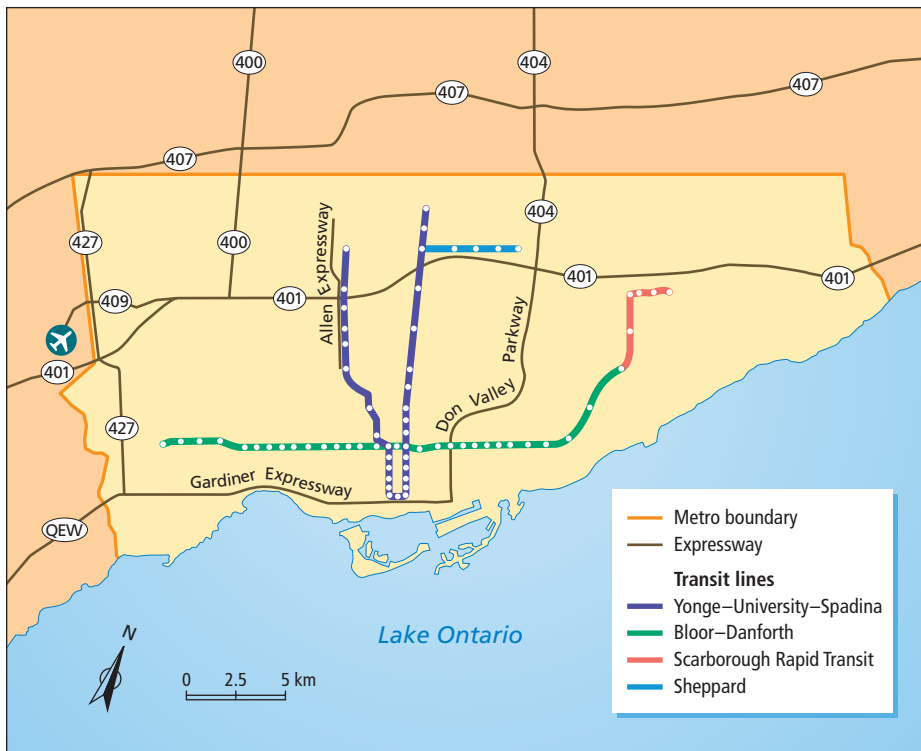 400
404
407
407
407
404
427
400
Allen Expressway
401
401
409
401
Don Valley Parkway
401
427
Gardiner Expressway
QEW
Metro boundary
Expressway
Transit lines
Yonge–University–Spadina
Bloor–Danforth
Scarborough Rapid Transit
Sheppard
Lake Ontario
N
0 2.5 5 km